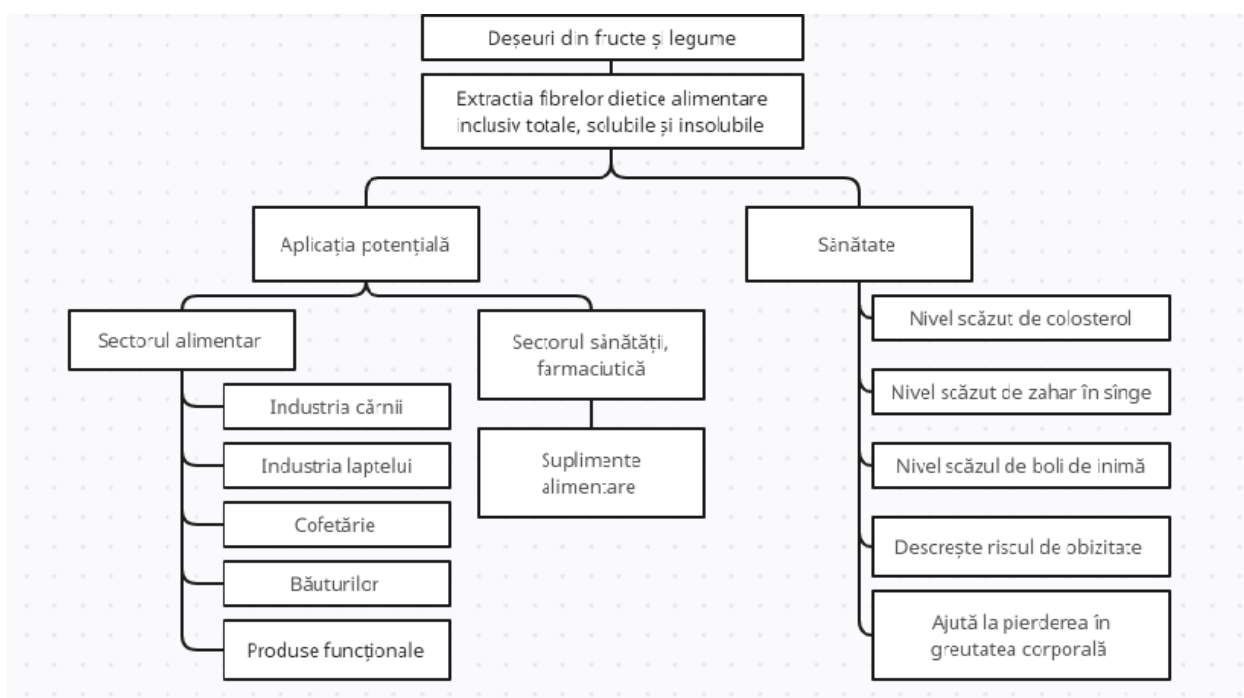 Deșeuri din fructe și legume
Extractia fibrelor dietice alimentare
inclusiv totale, solubile și insolubile
Aplicația potențială
Sănătate
Sectorul alimentar
Industria cărnii
Industria laptelui
Cofetărie
Băuturilor
Produse funcționale
Sectorul sănătății,
farmaciutică
Suplimente
alimentare
Nivel scăzut de colosterol
Nivel scăzut de zahar în sînge
Nivel scăzul de boli de inimă
Descrește riscul de obizitate
Ajută la pierderea în
greutatea corporală